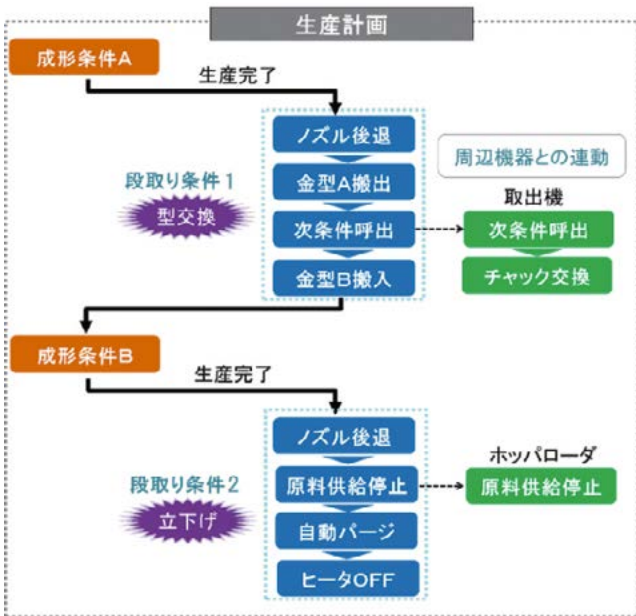 生産計画
成形条件A
生産完了
ノズル後退
周辺機器との連動
段取り条件1
金型A搬出
取出機
型交換
次条件呼出
次条件呼出
金型B搬入
チャック交換
成形条件B
生産完了
ノズル後退
ホッパローダ
段取り条件2
原料供給停止
原料供給停止
立下げ
自動パージ
ヒータOFF